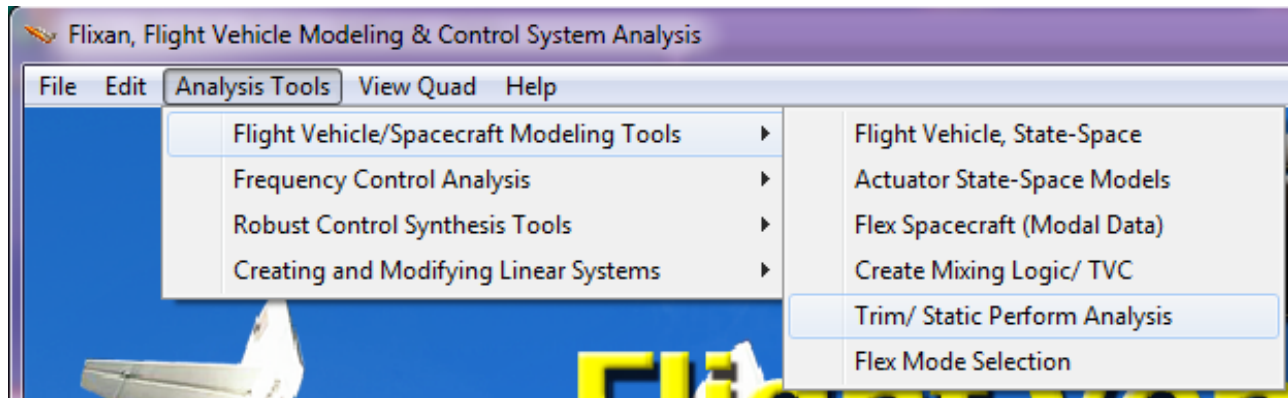 Flixan, Flight Vehicle Modeling & Control System Analysis
File Edit Analysis Tools View Quad Help
Flight Vehicle/Spacecraft Modeling Tools
Frequency Control Analysis
Robust Control Synthesis Tools
Creating and Modifying Linear Systems
Flight Vehicle, State-Space
Actuator State-Space Models
Flex Spacecraft (Modal Data)
Create Mixing Logic/ TVC
Trim/ Static Perform Analysis
Flex Mode Selection